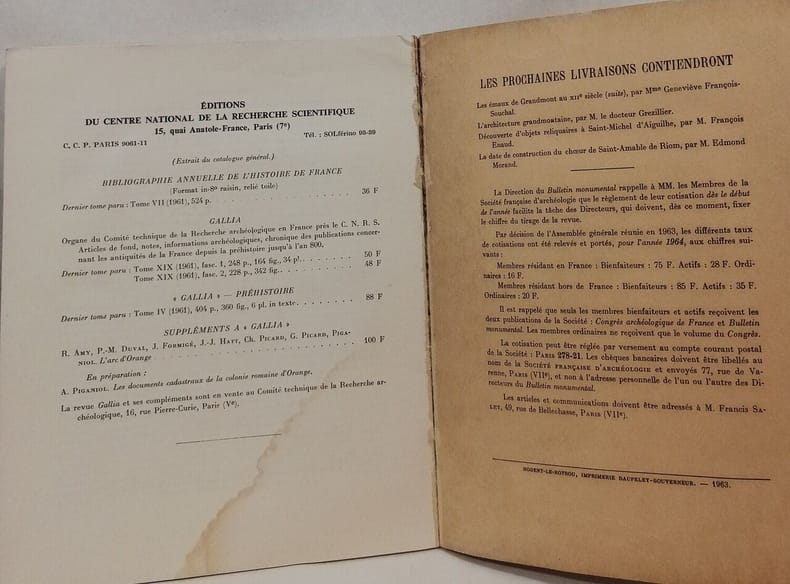 ÉDITIONS
DU CENTRE NATIONAL DE LA RECHERCHE SCIENTIFIQUE
15, quai Anatole-France, Paris (7e)
C. C. P. PARIS 9061-11 Tél. : SOLférino 93-39
(Extrait du catalogue général.)
BIBLIOGRAPHIE ANNUELLE DE L'HISTOIRE DE FRANCE
(Format in-8º raisin, relié toile)
Dernier tome paru : Tome VII (1961), 524 p. . . . . . . . . . . . . . 36 F
GALLIA
Organe du Comité technique de la Recherche archéologique en France près le C. N. R. S.
Articles de fond, notes, informations archéologiques, chronique des publications concer-
nant les antiquités de la France depuis la préhistoire jusqu'à l'an 800.
Dernier tome paru : Tome XIX (1961), fasc. 1, 248 p., 164 fig., 34 pl. . . 50 F
Tome XIX (1961), fasc. 2, 228 p., 342 fig. . . . . . . . . 48 F
« GALLIA » — PRÉHISTOIRE
Dernier tome paru : Tome IV (1961), 404 p., 360 fig., 6 pl. in texte . . . . . . 88 F
SUPPLÉMENTS A « GALLIA »
R. AMY, P.-M. DUVAL, J. FORMIGÉ, J.-J. HATT, Ch. PICARD, G. PICARD, PIGA-
NIOL. L'arc d'Orange . . . . . . . . . . . . . . . . . . 100 F
En préparation :
A. PIGANIOL. Les documents cadastraux de la colonie romaine d'Orange.
La revue Gallia et ses compléments sont en vente au Comité technique de la Recherche ar-
chéologique, 16, rue Pierre-Curie, Paris (Ve).
LES PROCHAINES LIVRAISONS CONTIENDRONT
Les émaux de Grandmont au XIIe siècle (suite), par Mme Geneviève François-
Souchal.
L'architecture grandmontaine, par M. le docteur Grezillier.
Découverte d'objets reliquaires à Saint-Michel d'Aiguilhe, par M. François
Enaud.
La date de construction du chœur de Saint-Amable de Riom, par M. Edmond
Morand.
La Direction du Bulletin monumental rappelle à MM. les Membres de la
Société française d'archéologie que le règlement de leur cotisation dès le début
de l'année facilite la tâche des Directeurs, qui doivent, dès ce moment, fixer
le chiffre du tirage de la revue.
Par décision de l'Assemblée générale réunie en 1963, les différents taux
de cotisations ont été relevés et portés, pour l'année 1964, aux chiffres sui-
vants :
Membres résidant en France : Bienfaiteurs : 75 F. Actifs : 28 F. Ordi-
naires : 16 F.
Membres résidant hors de France : Bienfaiteurs : 85 F. Actifs : 35 F.
Ordinaires : 20 F.
Il est rappelé que seuls les membres bienfaiteurs et actifs reçoivent les
deux publications de la Société : Congrès archéologique de France et Bulletin
monumental. Les membres ordinaires ne reçoivent que le volume du Congrès.
La cotisation peut être réglée par versement au compte courant postal
de la Société : PARIS 278-21. Les chèques bancaires doivent être libellés au
nom de la SOCIÉTÉ FRANÇAISE D'ARCHÉOLOGIE et envoyés 77, rue de Va-
renne, PARIS (VIIe), et non à l'adresse personnelle de l'un ou l'autre des Di-
recteurs du Bulletin monumental.
Les articles et communications doivent être adressés à M. Francis SA-
LET, 49, rue de Bellechasse, PARIS (VIIe).
NOGENT-LE-ROTROU, IMPRIMERIE DAUPELEY-GOUVERNEUR. — 1963.